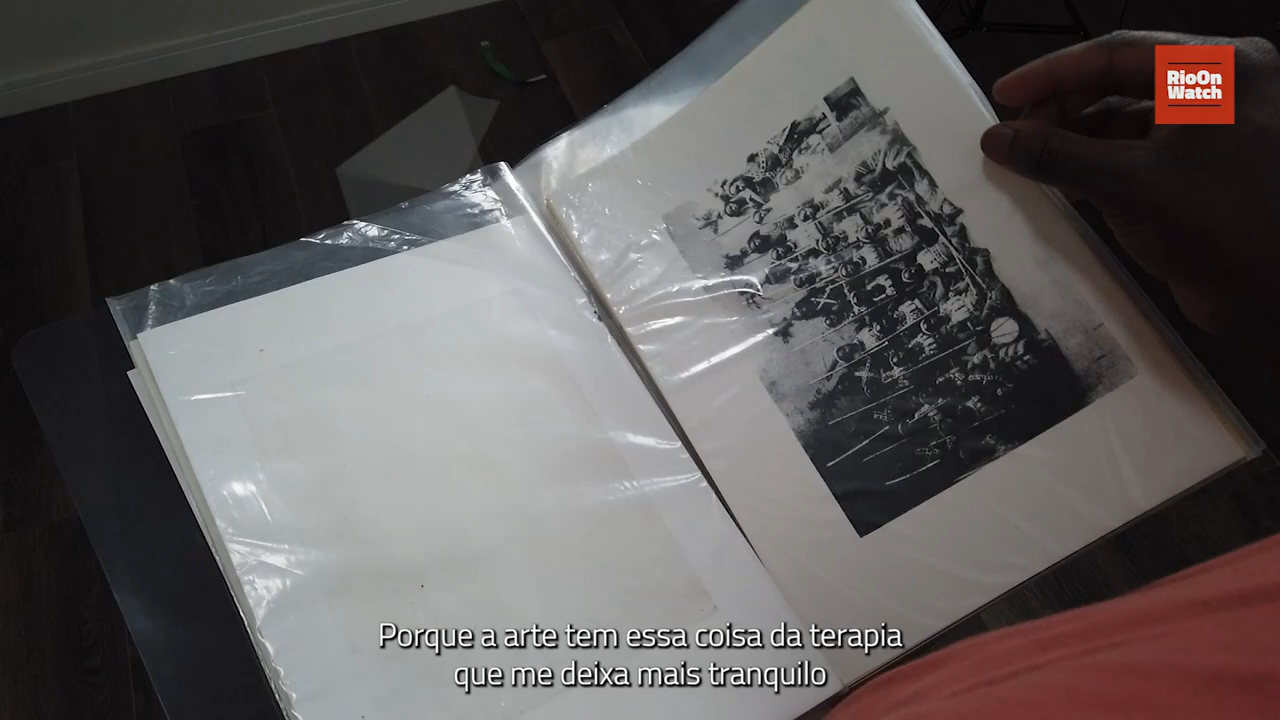 RioOn
Watch
Porque a arte tem essa coisa da terapia
que me deixa mais tranquilo